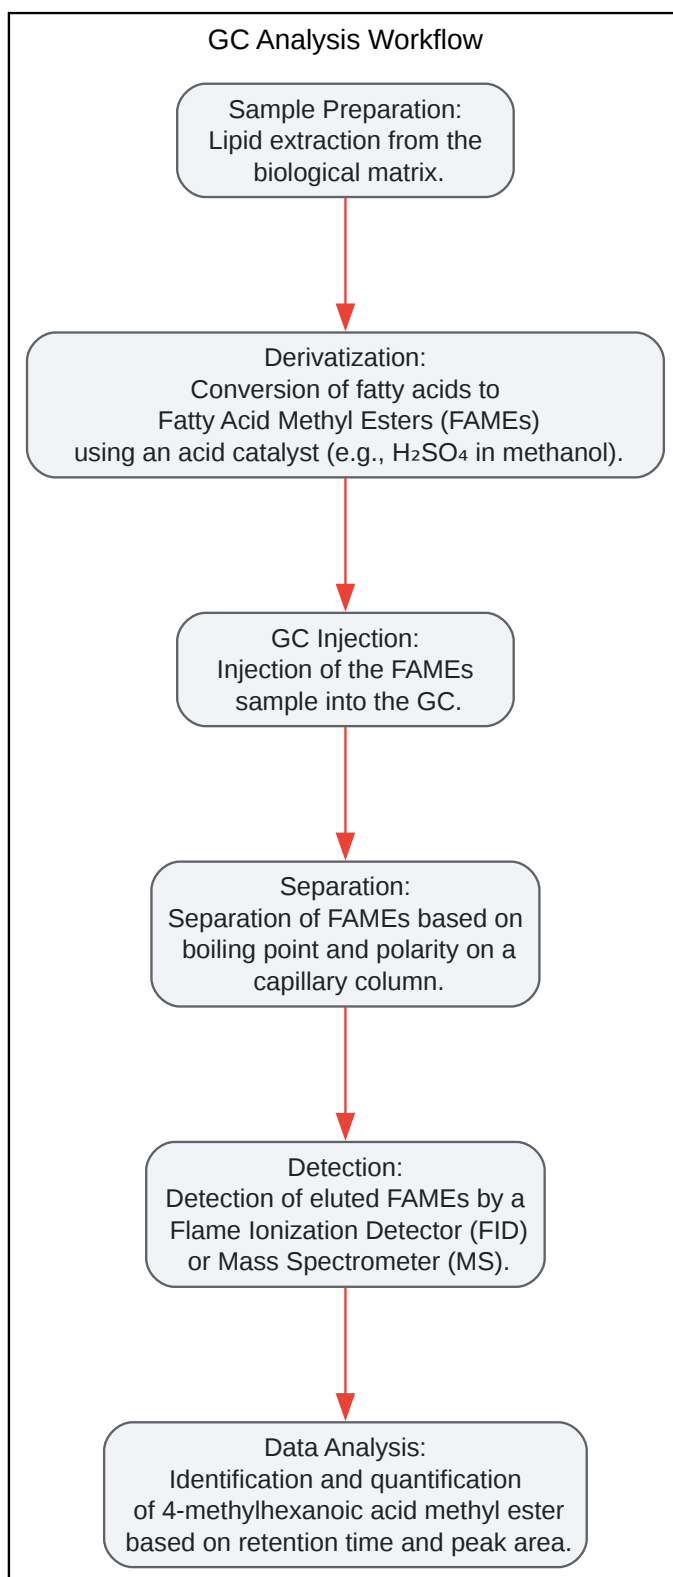 GC Analysis Workflow
Sample Preparation:
Lipid extraction from the
biological matrix.
Derivatization:
Conversion of fatty acids to
Fatty Acid Methyl Esters (FAMEs)
using an acid catalyst (e.g., H₂SO₄ in methanol).
GC Injection:
Injection of the FAMEs
sample into the GC.
Separation:
Separation of FAMEs based on
boiling point and polarity on a
capillary column.
Detection:
Detection of eluted FAMEs by a
Flame Ionization Detector (FID)
or Mass Spectrometer (MS).
Data Analysis:
Identification and quantification
of 4-methylhexanoic acid methyl ester
based on retention time and peak area.